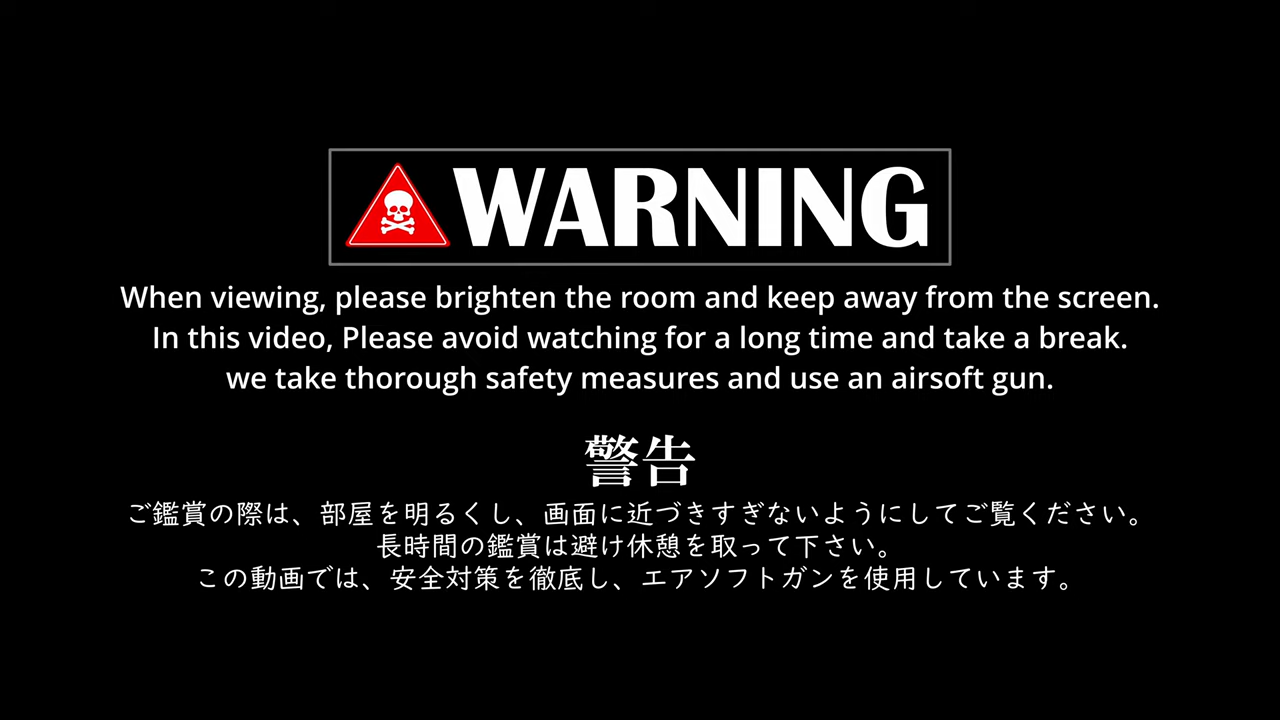 WARNING
When viewing, please brighten the room and keep away from the screen.
In this video, Please avoid watching for a long time and take a break.
we take thorough safety measures and use an airsoft gun.
警告
ご鑑賞の際は、部屋を明るくし、画面に近づきすぎないようにしてご覧ください。
長時間の鑑賞は避け休憩を取って下さい。
この動画では、安全対策を徹底し、エアソフトガンを使用しています。